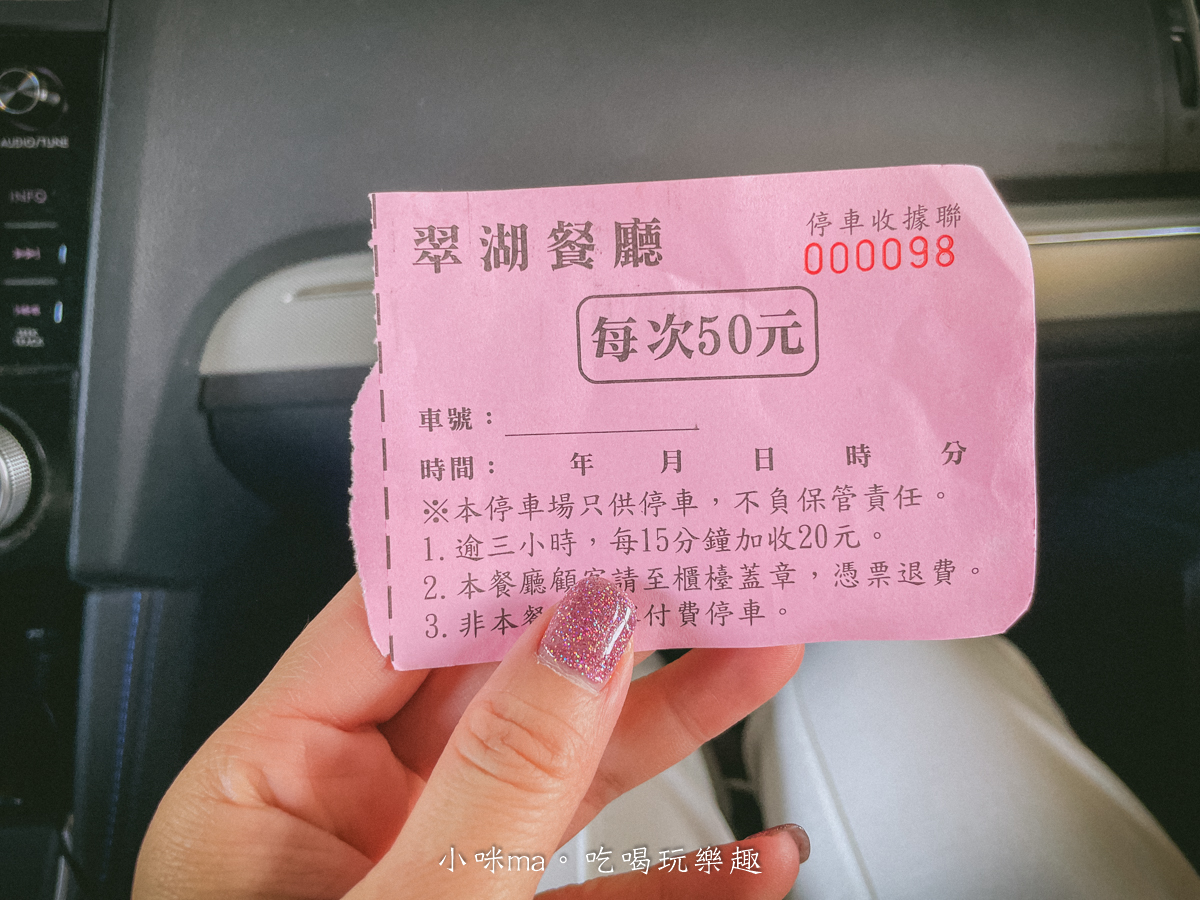 AUDIO/TUNE
INFO
翠湖餐廳
停車收據聯
000098
每次50元
車號：
時間： 年 月 日 時 分
※本停車場只供停車，不負保管責任。
1. 逾三小時，每15分鐘加收20元。
2. 本餐廳顧客請至櫃檯蓋章，憑票退費。
3. 非本餐 付費停車。
小咪ma。吃喝玩樂趣